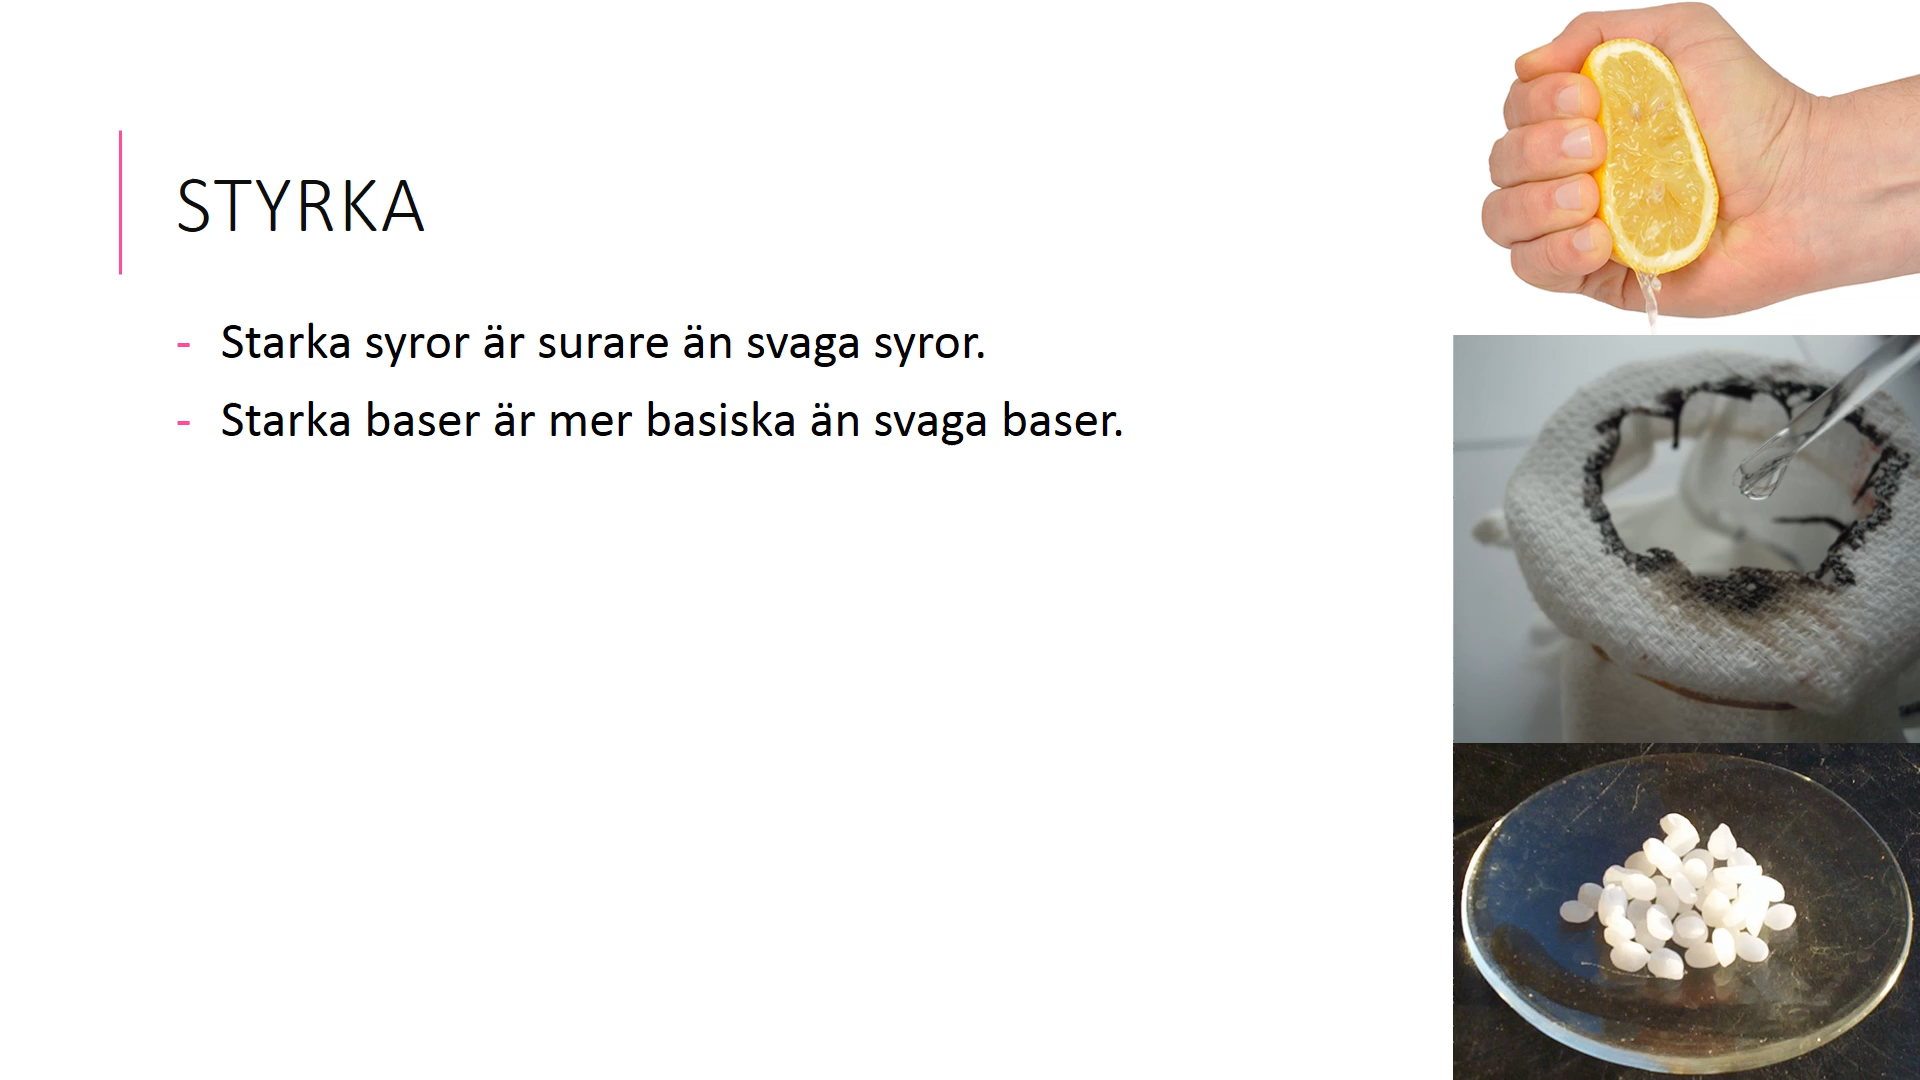 STYRKA
- Starka syror är surare än svaga syror.
- Starka baser är mer basiska än svaga baser.